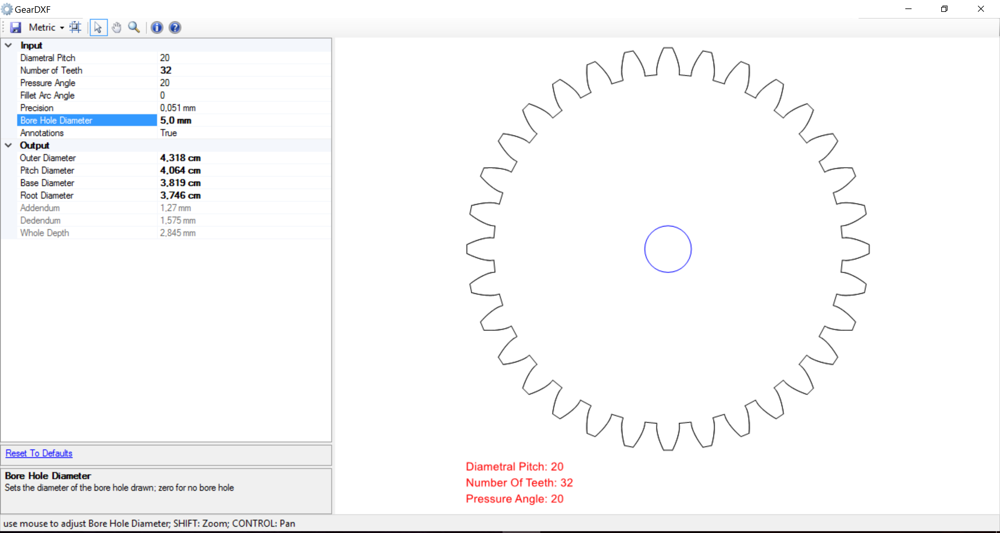 GearDXF
Metric
Input
Diametral Pitch 20
Number of Teeth 32
Pressure Angle 20
Fillet Arc Angle 0
Precision 0,051 mm
Bore Hole Diameter 5,0 mm
Annotations True
Output
Outer Diameter 4,318 cm
Pitch Diameter 4,064 cm
Base Diameter 3,819 cm
Root Diameter 3,746 cm
Addendum 1,27 mm
Dedendum 1,575 mm
Whole Depth 2,845 mm
Reset To Defaults
Bore Hole Diameter
Sets the diameter of the bore hole drawn; zero for no bore hole
use mouse to adjust Bore Hole Diameter; SHIFT: Zoom; CONTROL: Pan
Diametral Pitch: 20
Number Of Teeth: 32
Pressure Angle: 20